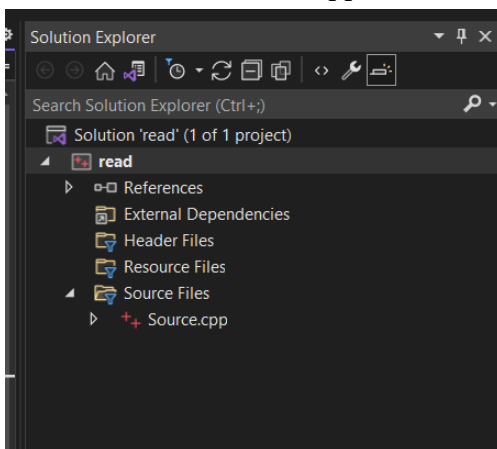 Solution Explorer
Search Solution Explorer (Ctrl+;)
Solution 'read' (1 of 1 project)
read
References
External Dependencies
Header Files
Resource Files
Source Files
Source.cpp